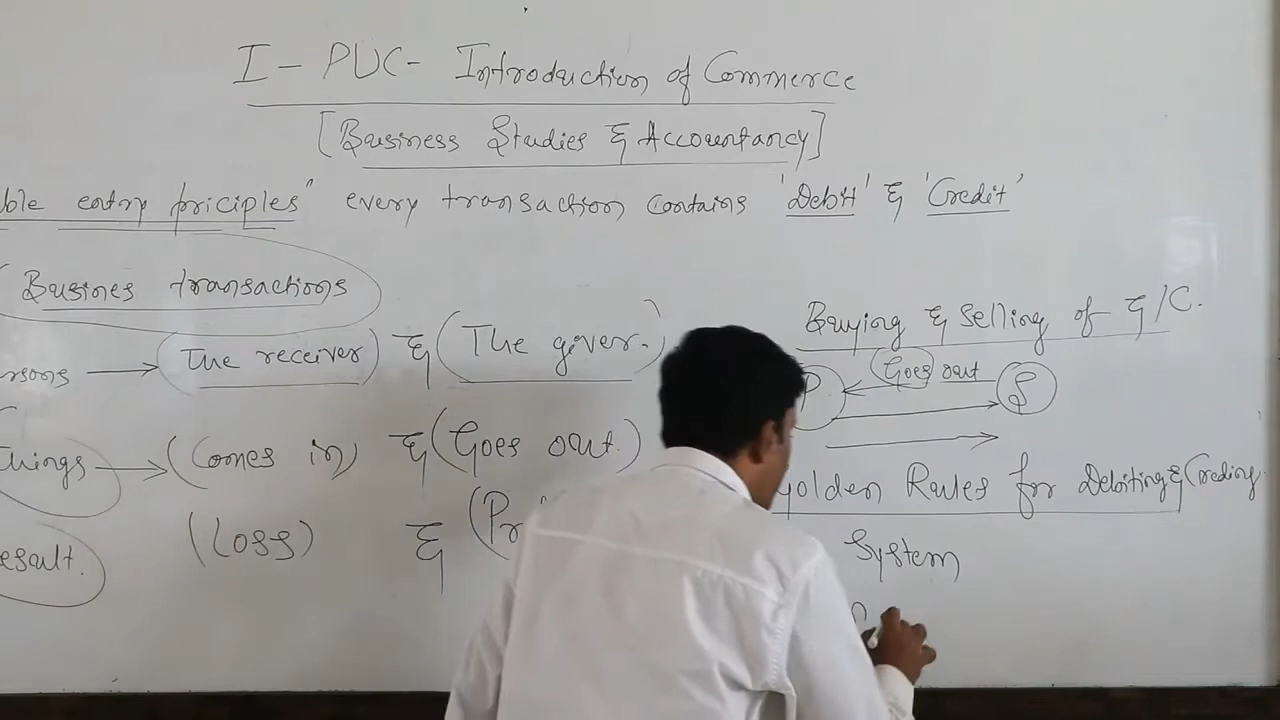 I - PUC - Introduction of Commerce
[Business Studies & Accountancy]
ble entry priciples" every transaction contains 'Debit' & 'Credit'
Busines transactions
Buying & Selling of G/C.
rsons → (The receiver) & (The giver.)
P Goes out S
Things → (Comes in) & (Goes out.)
Golden Rules for Debiting & Crediting
esult. (Loss) & (Pr
System